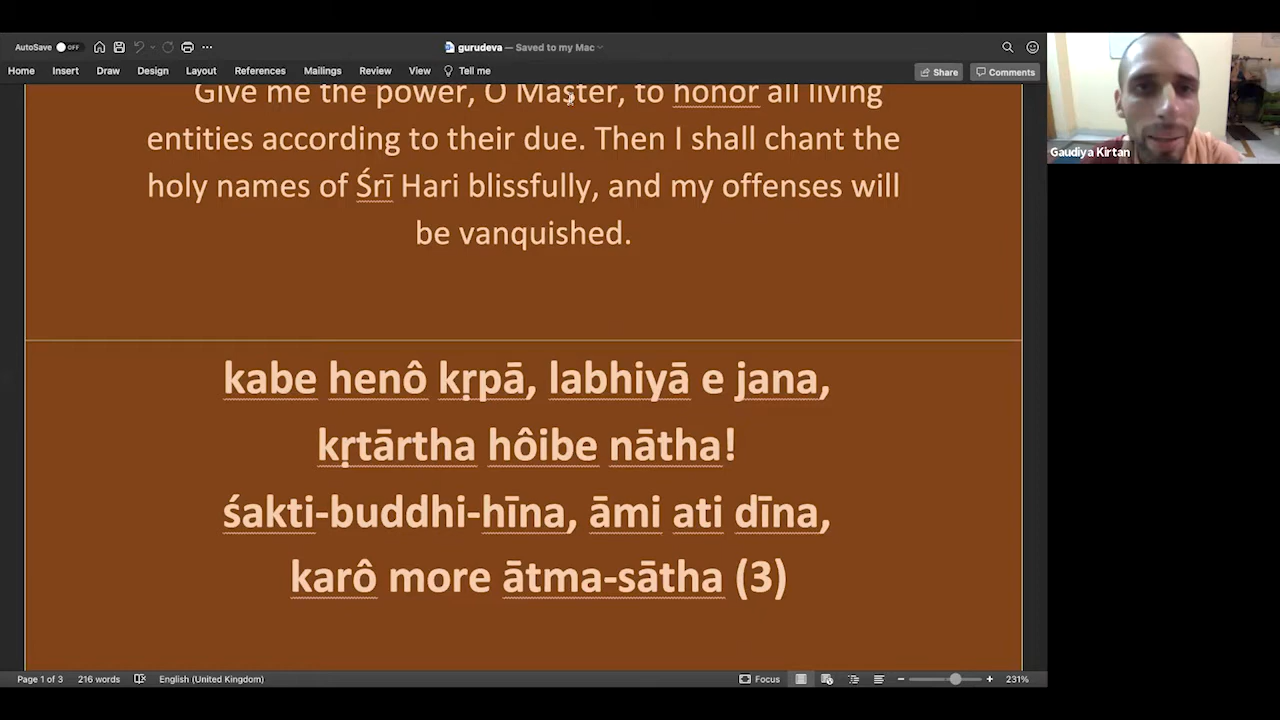 AutoSave OFF
gurudeva — Saved to my Mac
Home Insert Draw Design Layout References Mailings Review View Tell me Share Comments
Give me the power, O Master, to honor all living
entities according to their due. Then I shall chant the
holy names of Śrī Hari blissfully, and my offenses will
be vanquished.
kabe henô kṛpā, labhiyā e jana,
kṛtārtha hôibe nātha!
śakti-buddhi-hīna, āmi ati dīna,
karô more ātma-sātha (3)
Gaudiya Kirtan
Page 1 of 3 216 words English (United Kingdom) Focus 231%